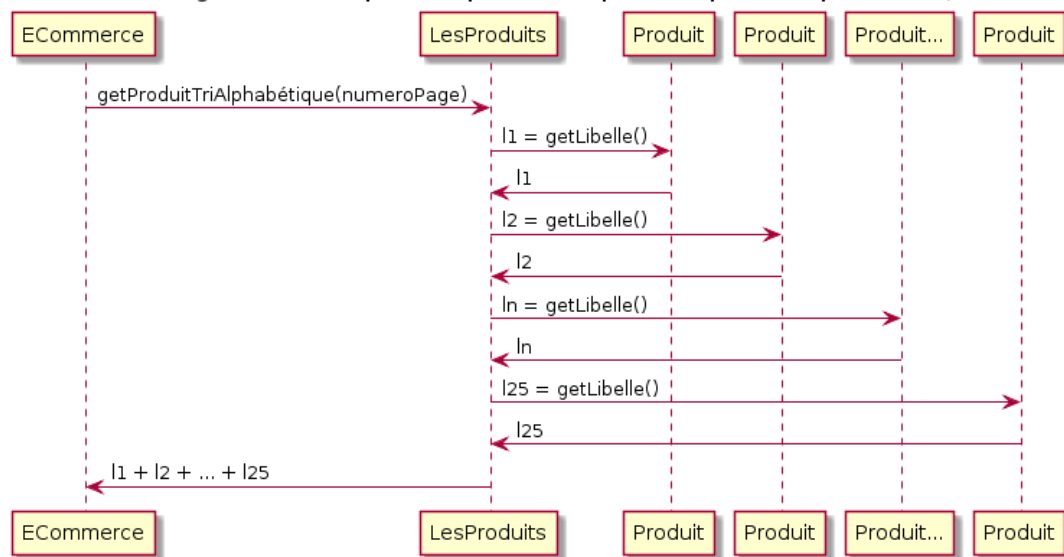 ECommerce LesProduits Produit Produit Produit... Produit
getProduitTriAlphabétique(numeroPage)
l1 = getLibelle()
l1
l2 = getLibelle()
l2
ln = getLibelle()
ln
l25 = getLibelle()
l25
l1 + l2 + ... + l25
ECommerce LesProduits Produit Produit Produit... Produit